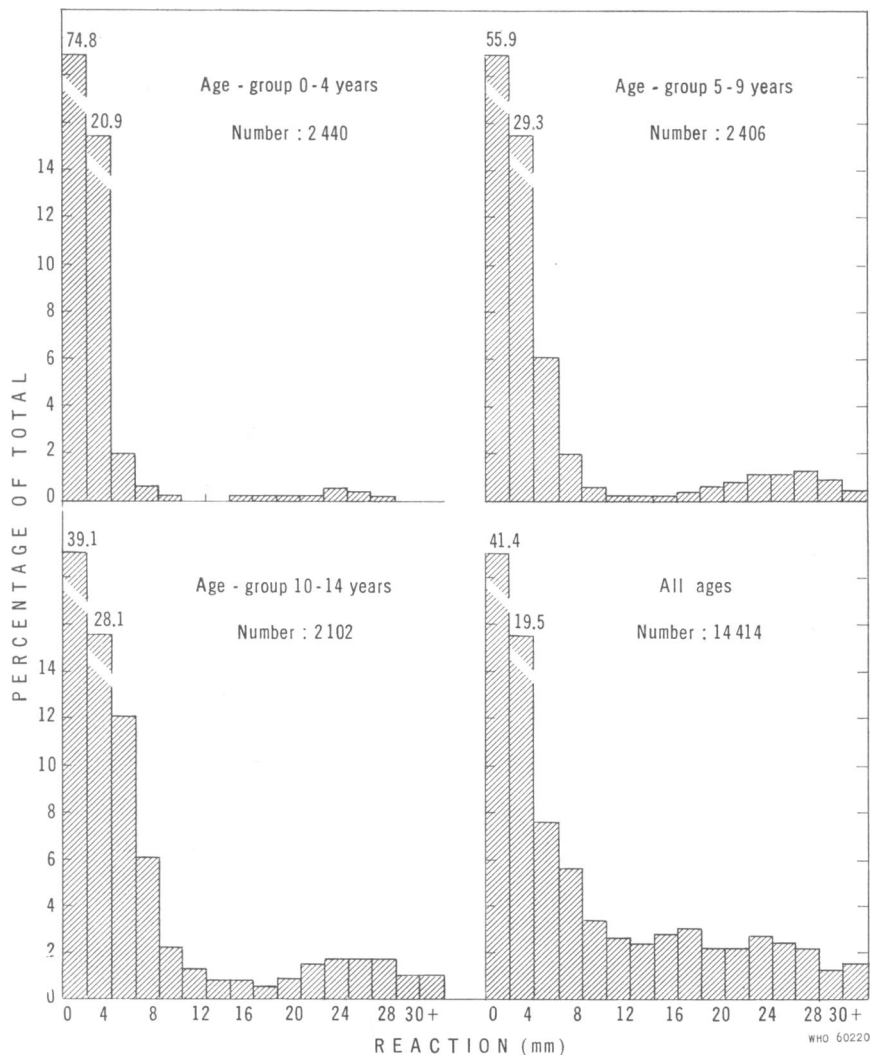 74.8
20.9
Age - group 0 - 4 years
Number : 2 440
14
12
10
8
6
4
2
0
55.9
29.3
Age - group 5 - 9 years
Number : 2 406
PERCENTAGE OF TOTAL
39.1
28.1
Age - group 10 - 14 years
Number : 2 102
14
12
10
8
6
4
2
0
41.4
19.5
All ages
Number : 14 414
0 4 8 12 16 20 24 28 30 +
0 4 8 12 16 20 24 28 30 +
REACTION (mm)
WHO 60220